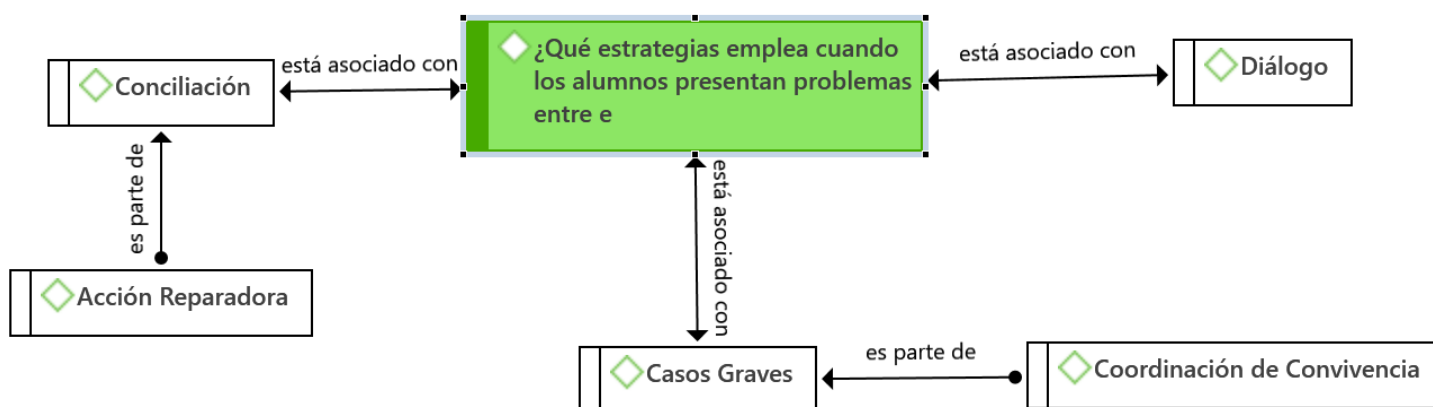 ¿Qué estrategias emplea cuando
los alumnos presentan problemas
entre e
está asociado con
Conciliación
está asociado con
Diálogo
es parte de
está asociado con
Acción Reparadora
Casos Graves
es parte de
Coordinación de Convivencia